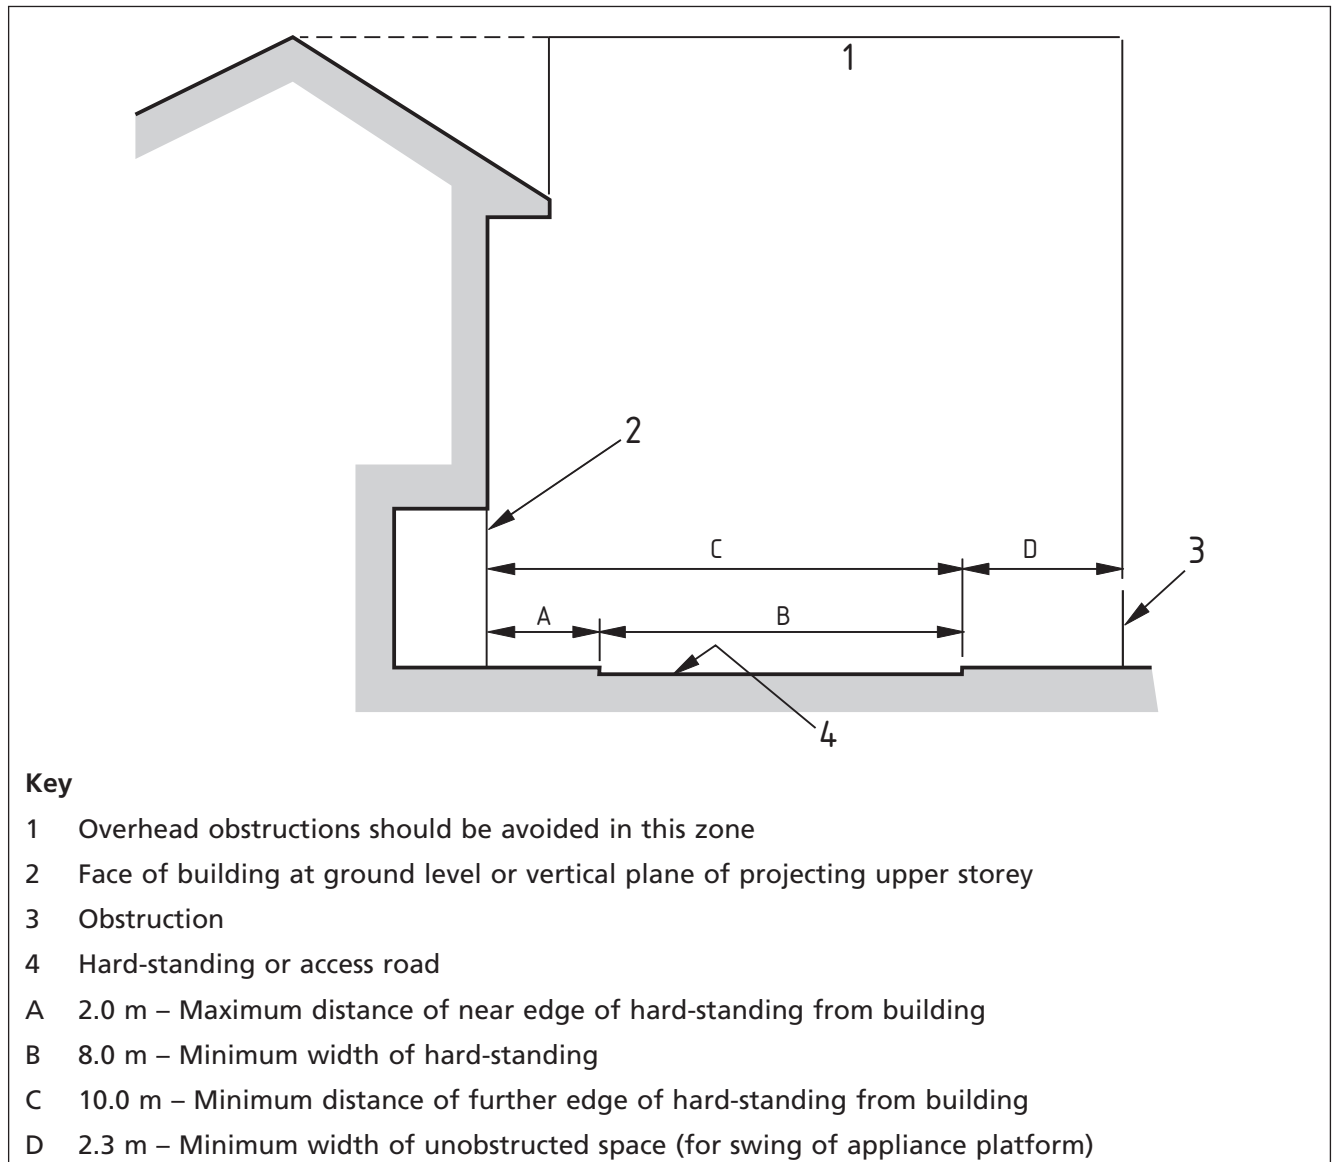 1
2
C
D
3
A
B
4
Key
1 Overhead obstructions should be avoided in this zone
2 Face of building at ground level or vertical plane of projecting upper storey
3 Obstruction
4 Hard-standing or access road
A 2.0 m – Maximum distance of near edge of hard-standing from building
B 8.0 m – Minimum width of hard-standing
C 10.0 m – Minimum distance of further edge of hard-standing from building
D 2.3 m – Minimum width of unobstructed space (for swing of appliance platform)